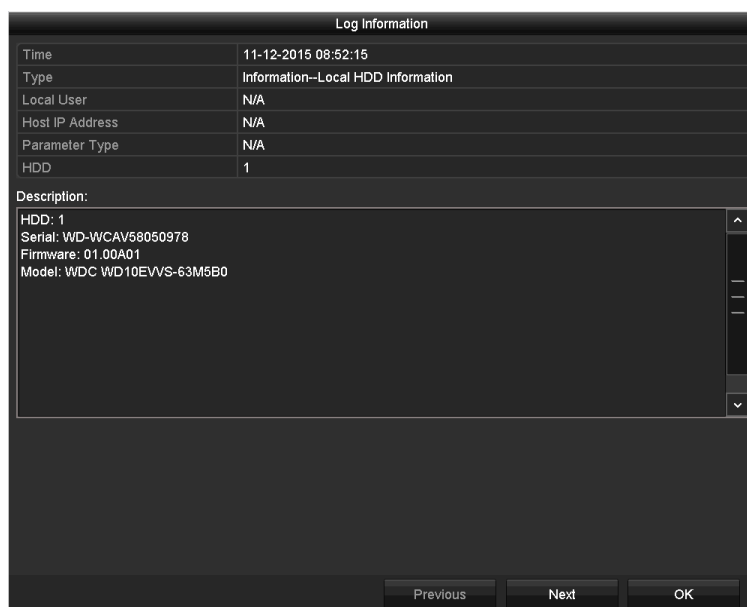 Log Information
Time 11-12-2015 08:52:15
Type Information--Local HDD Information
Local User N/A
Host IP Address N/A
Parameter Type N/A
HDD 1
Description:
HDD: 1
Serial: WD-WCAV58050978
Firmware: 01.00A01
Model: WDC WD10EVVS-63M5B0
Previous Next OK